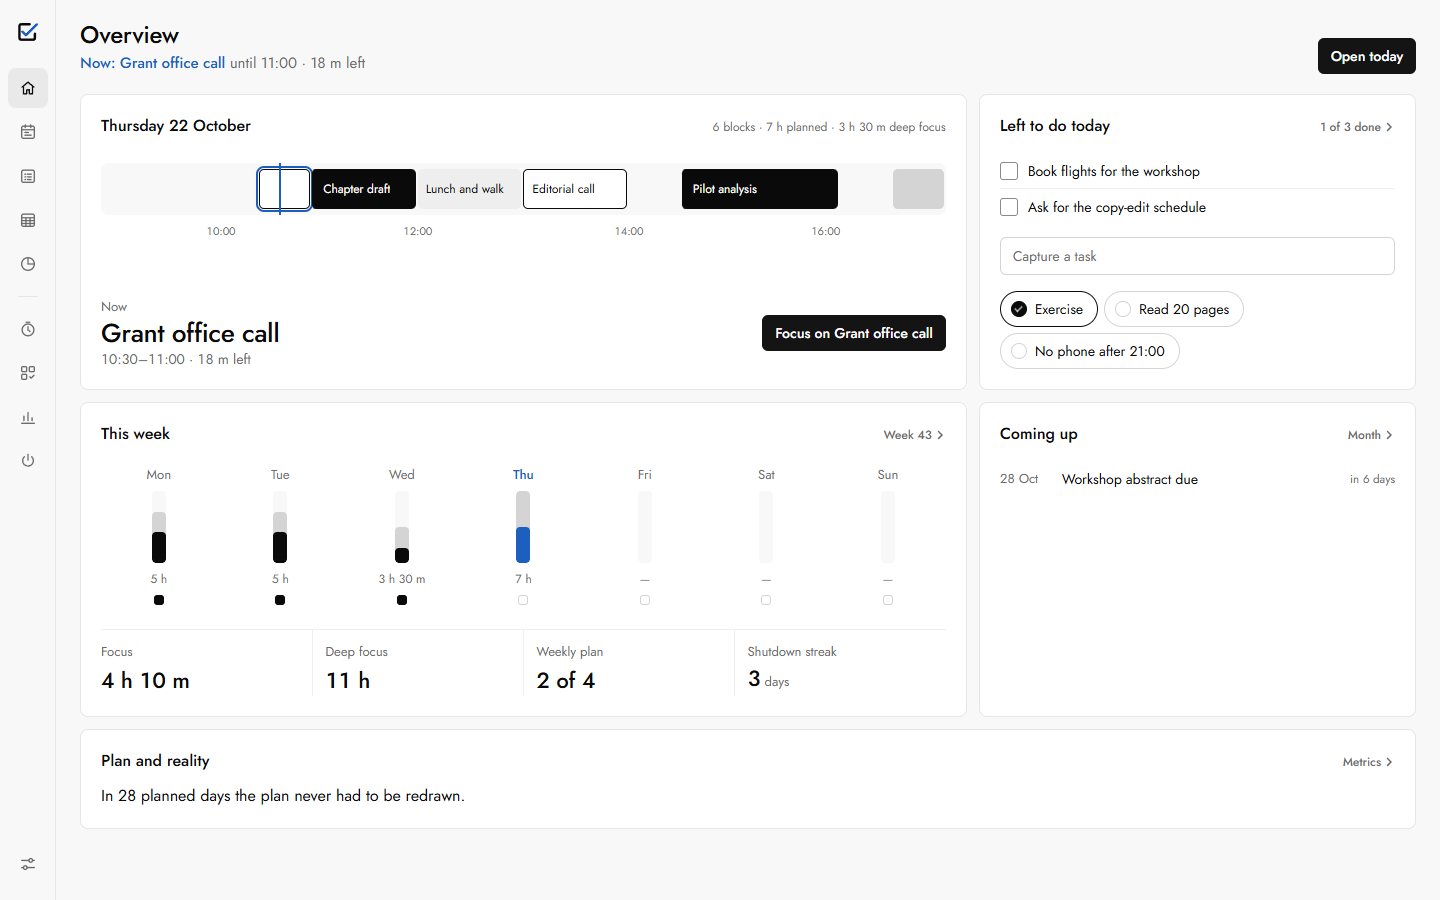 Overview
Now: Grant office call until 11:00 · 18 m left
Open today
Thursday 22 October
6 blocks · 7 h planned · 3 h 30 m deep focus
Chapter draft
Lunch and walk
Editorial call
Pilot analysis
10:00
12:00
14:00
16:00
Now
Grant office call
10:30–11:00 · 18 m left
Focus on Grant office call
Left to do today
1 of 3 done
Book flights for the workshop
Ask for the copy-edit schedule
Capture a task
Exercise
Read 20 pages
No phone after 21:00
This week
Week 43
Mon
Tue
Wed
Thu
Fri
Sat
Sun
5 h
5 h
3 h 30 m
7 h
—
—
—
Focus
4 h 10 m
Deep focus
11 h
Weekly plan
2 of 4
Shutdown streak
3 days
Coming up
Month
28 Oct
Workshop abstract due
in 6 days
Plan and reality
Metrics
In 28 planned days the plan never had to be redrawn.